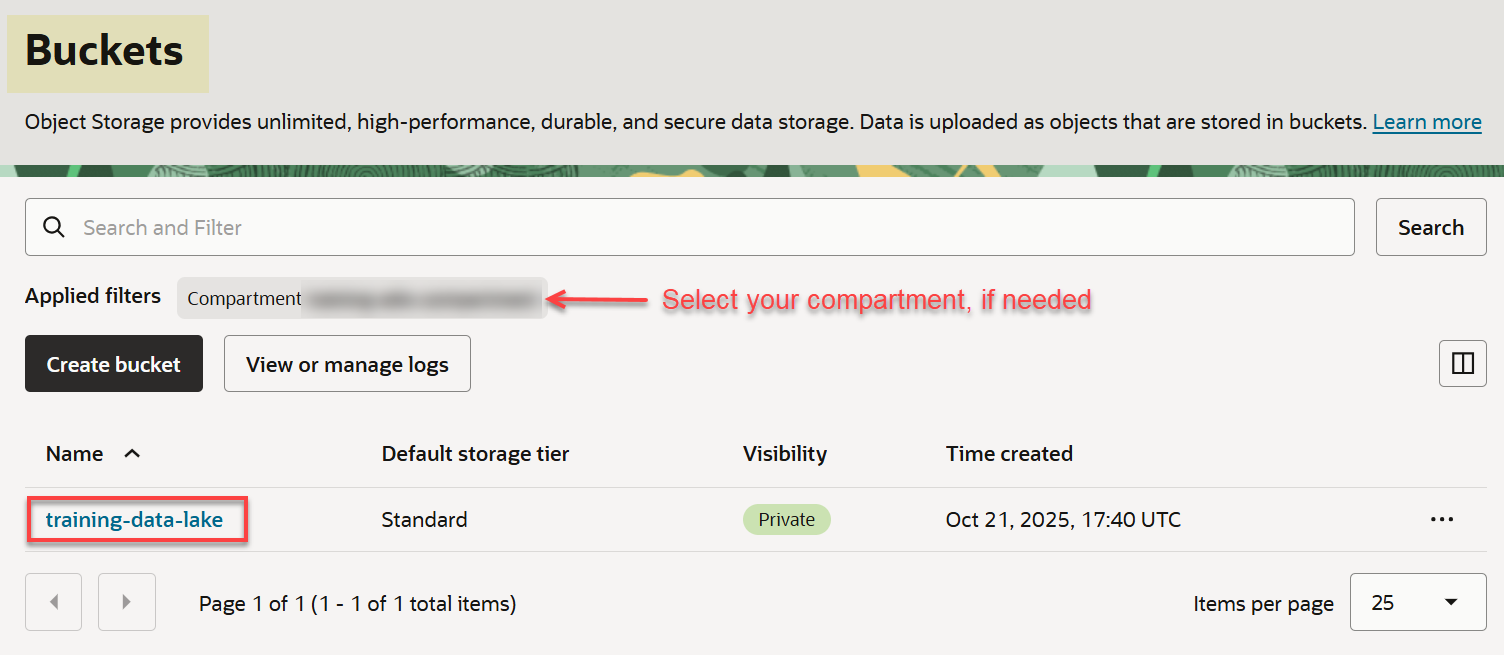 Buckets
Object Storage provides unlimited, high-performance, durable, and secure data storage. Data is uploaded as objects that are stored in buckets. Learn more
Search and Filter
Search
Applied filters Compartment Select your compartment, if needed
Create bucket View or manage logs
Name Default storage tier Visibility Time created
training-data-lake Standard Private Oct 21, 2025, 17:40 UTC
Page 1 of 1 (1 - 1 of 1 total items) Items per page 25